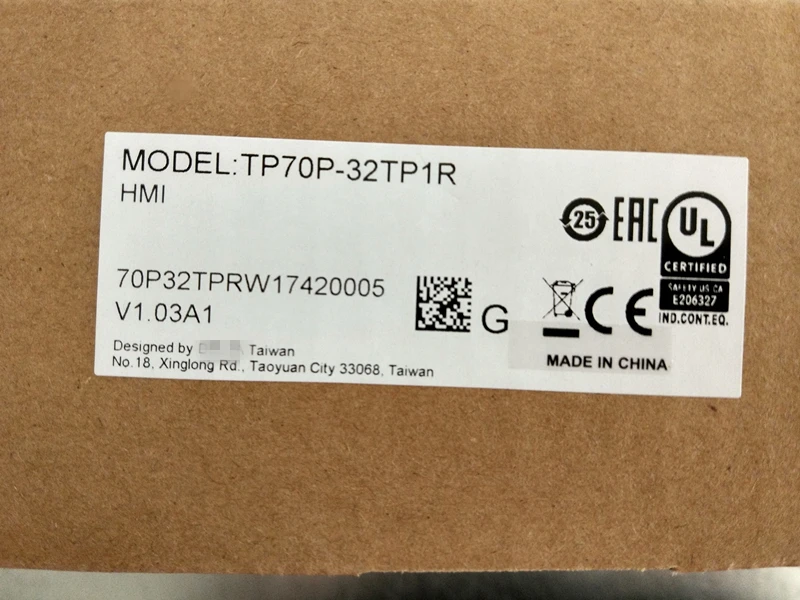 MODEL:TP70P-32TP1R
HMI
25
EAC
UL
CERTIFIED
SAFETY US CA
E206327
IND.CONT.EQ.
70P32TPRW17420005
V1.03A1
G
CE
Designed by Taiwan
No.18, Xinglong Rd., Taoyuan City 33068, Taiwan
MADE IN CHINA